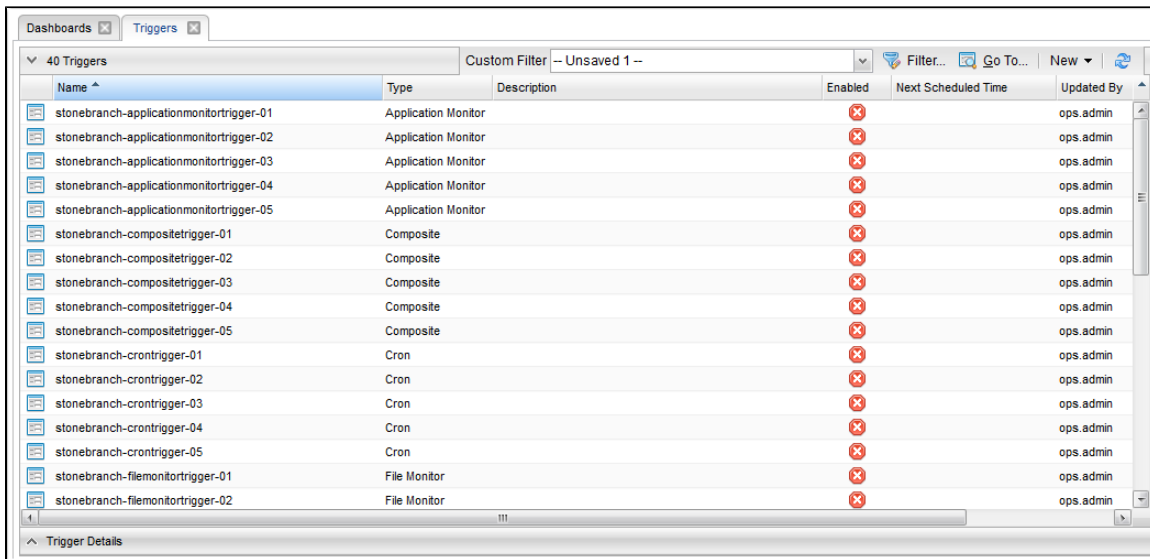 Dashboards Triggers
40 Triggers Custom Filter -- Unsaved 1 -- Filter... Go To... New
Name Type Description Enabled Next Scheduled Time Updated By
stonebranch-applicationmonitortrigger-01 Application Monitor ops.admin
stonebranch-applicationmonitortrigger-02 Application Monitor ops.admin
stonebranch-applicationmonitortrigger-03 Application Monitor ops.admin
stonebranch-applicationmonitortrigger-04 Application Monitor ops.admin
stonebranch-applicationmonitortrigger-05 Application Monitor ops.admin
stonebranch-compositetrigger-01 Composite ops.admin
stonebranch-compositetrigger-02 Composite ops.admin
stonebranch-compositetrigger-03 Composite ops.admin
stonebranch-compositetrigger-04 Composite ops.admin
stonebranch-compositetrigger-05 Composite ops.admin
stonebranch-crontrigger-01 Cron ops.admin
stonebranch-crontrigger-02 Cron ops.admin
stonebranch-crontrigger-03 Cron ops.admin
stonebranch-crontrigger-04 Cron ops.admin
stonebranch-crontrigger-05 Cron ops.admin
stonebranch-filemonitortrigger-01 File Monitor ops.admin
stonebranch-filemonitortrigger-02 File Monitor ops.admin
Trigger Details